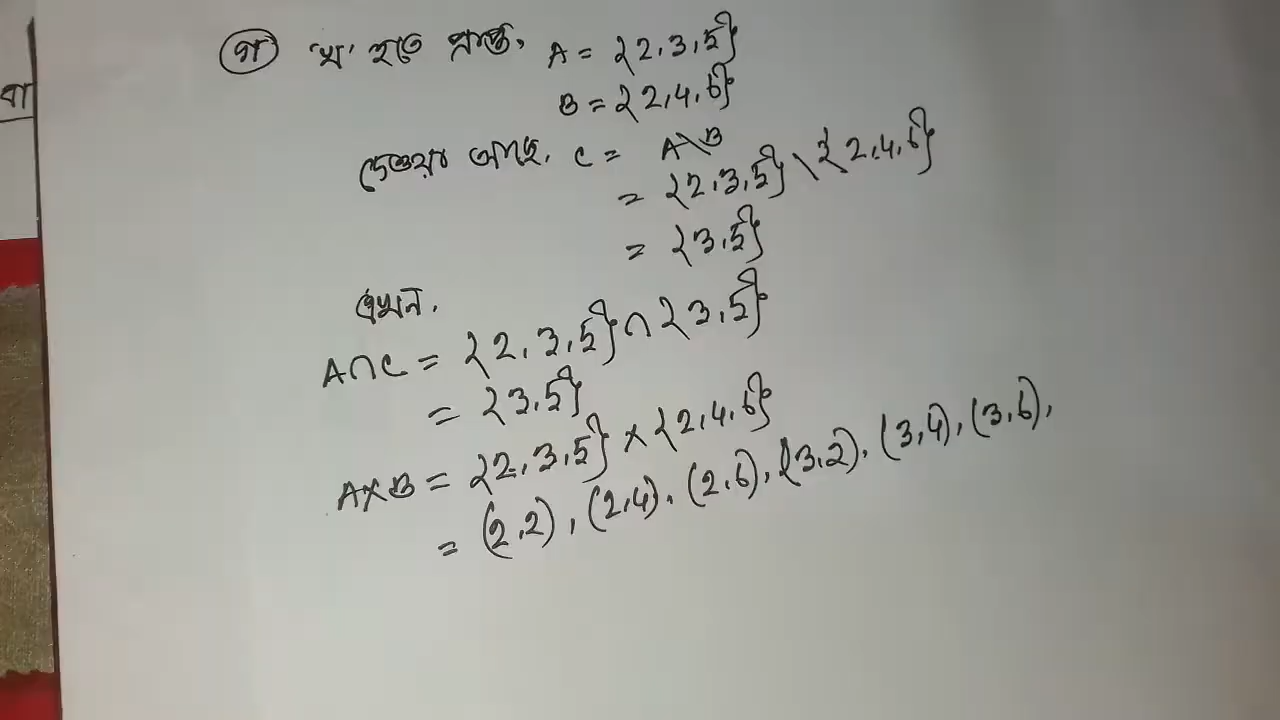 গ 'খ' হতে প্রাপ্ত, A = {2,3,5}
B = {2,4,6}
দেওয়া আছে, C = A\B
= {2,3,5} \ {2,4,6}
= {3,5}
এখন,
A∩C = {2,3,5} ∩ {3,5}
= {3,5}
A×B = {2,3,5} × {2,4,6}
= (2,2), (2,4), (2,6), (3,2), (3,4), (3,6),